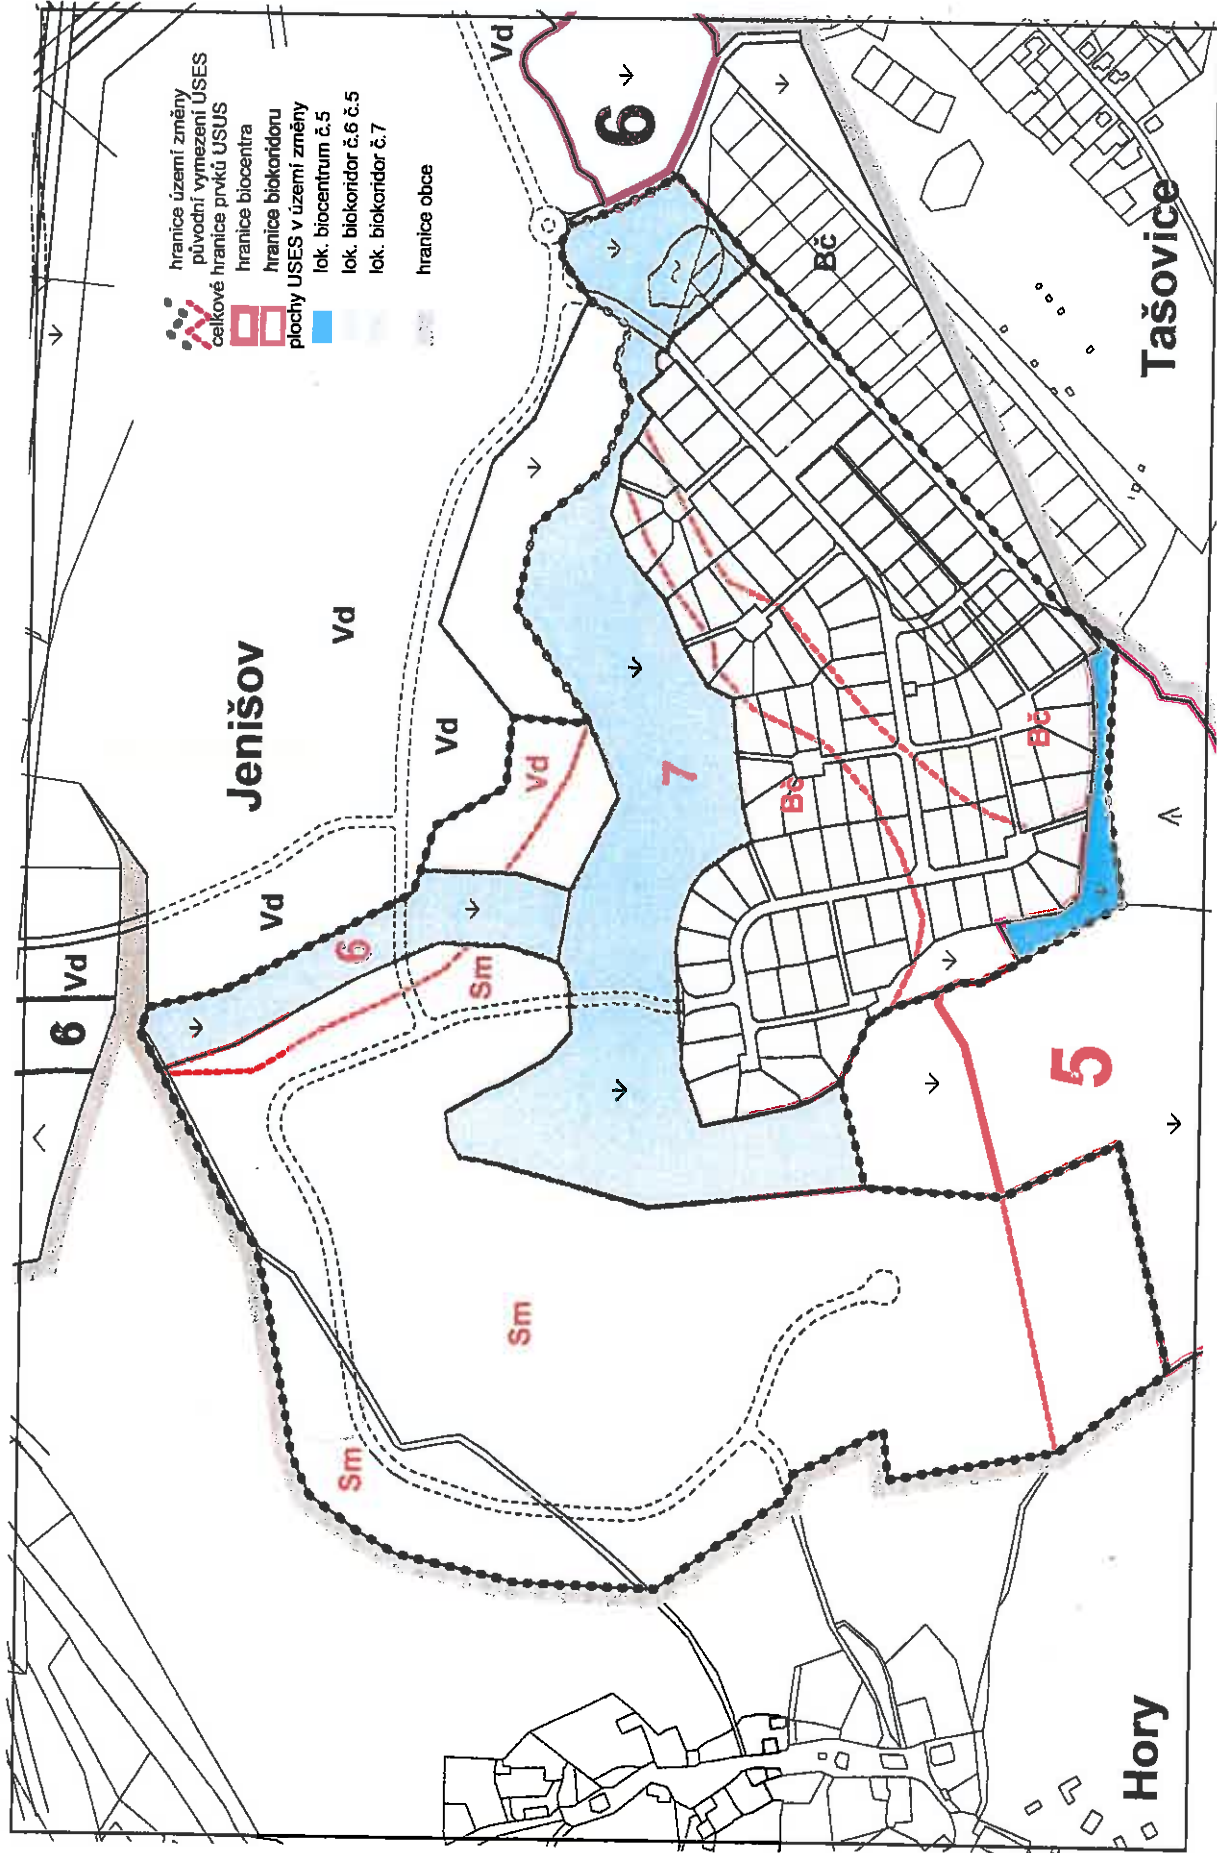 hranice území změny
původní vymezení ÚSES
celkové hranice prvků USUS
hranice biocentra
hranice biokoridoru
plochy USES v území změny
lok. biocentrum č.5
lok. biokoridor č.6 č.5
lok. biokoridor č.7
hranice obce
Jenišov
Tašovice
Hory
Vd
Vd
Vd
Vd
Vd
Vd
6
6
6
7
5
Sm
Sm
Sm
Bč
Bč
Bč